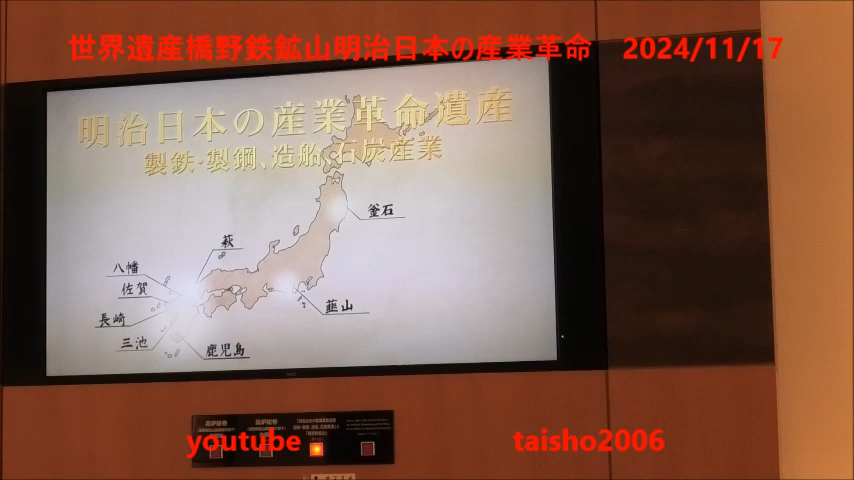 世界遺産橋野鉄鉱山明治日本の産業革命 2024/11/17
明治日本の産業革命遺産
製鉄・製鋼、造船、石炭産業
釜石
萩
八幡
佐賀
韮山
長崎
三池
鹿児島
youtube taisho2006